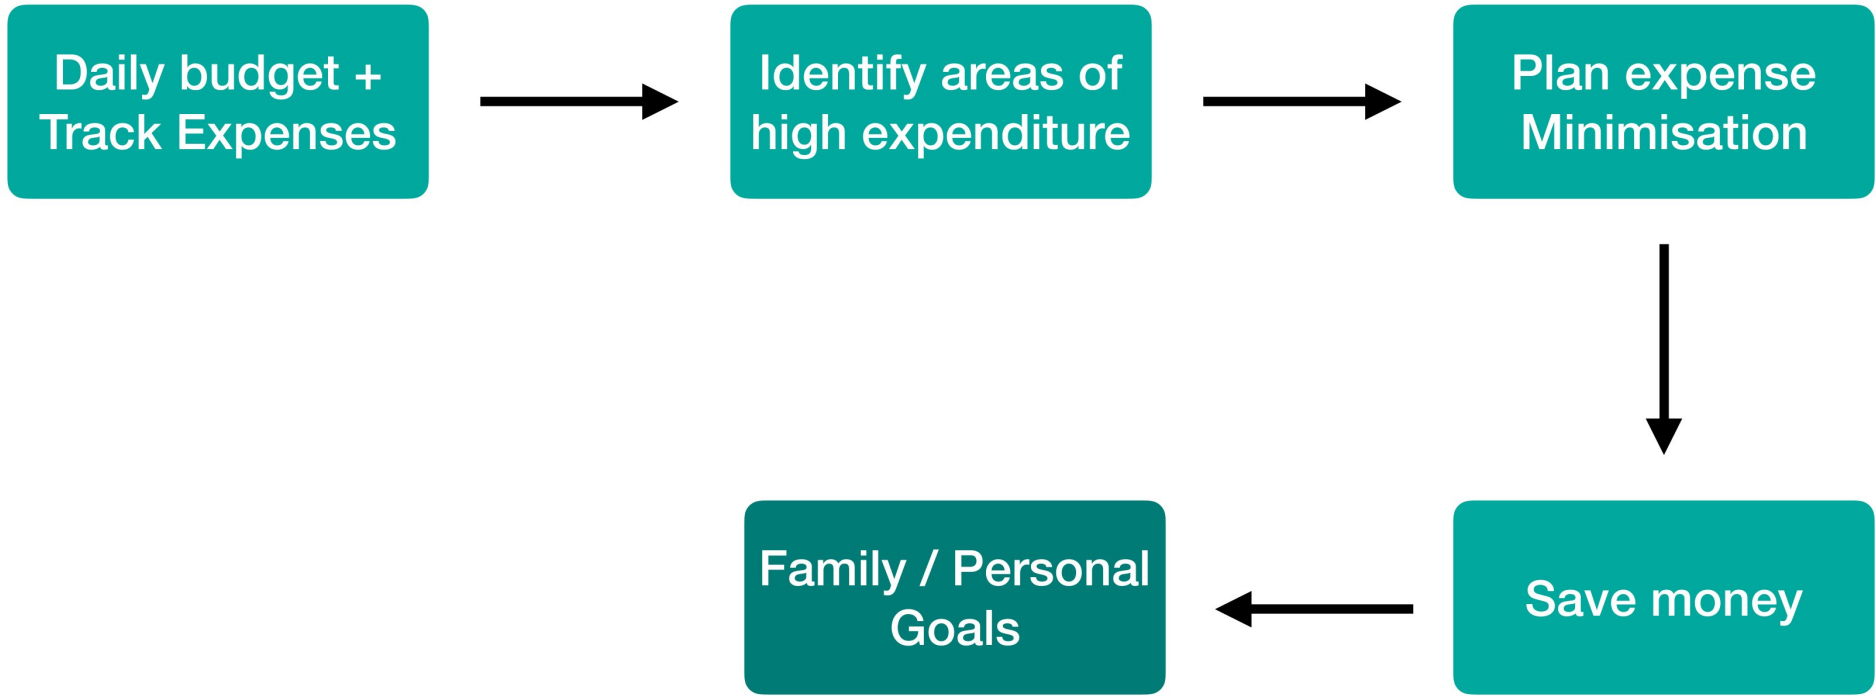 Daily budget +
Track Expenses
Identify areas of
high expenditure
Plan expense
Minimisation
Save money
Family / Personal
Goals